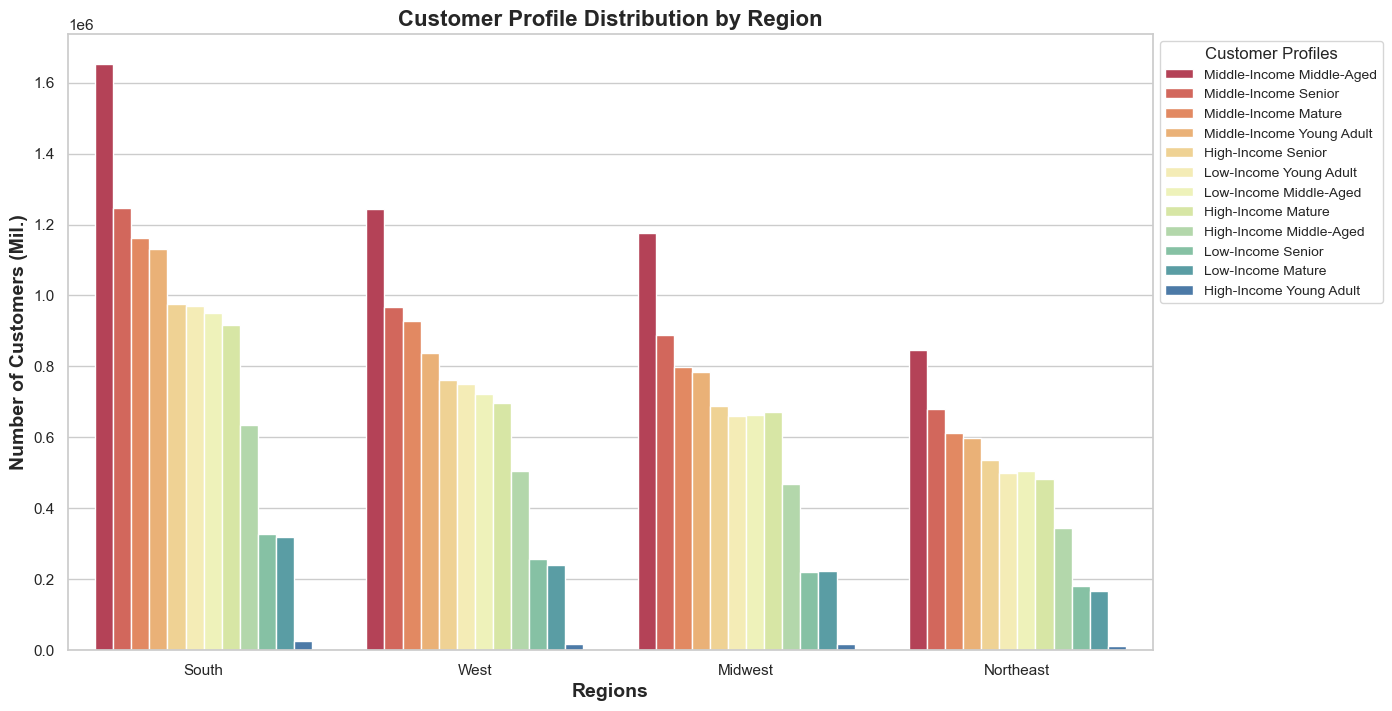 Customer Profile Distribution by Region
1e6
Number of Customers (Mil.)
1.6
1.4
1.2
1.0
0.8
0.6
0.4
0.2
0.0
South
West
Midwest
Northeast
Regions
Customer Profiles
Middle-Income Middle-Aged
Middle-Income Senior
Middle-Income Mature
Middle-Income Young Adult
High-Income Senior
Low-Income Young Adult
Low-Income Middle-Aged
High-Income Mature
High-Income Middle-Aged
Low-Income Senior
Low-Income Mature
High-Income Young Adult